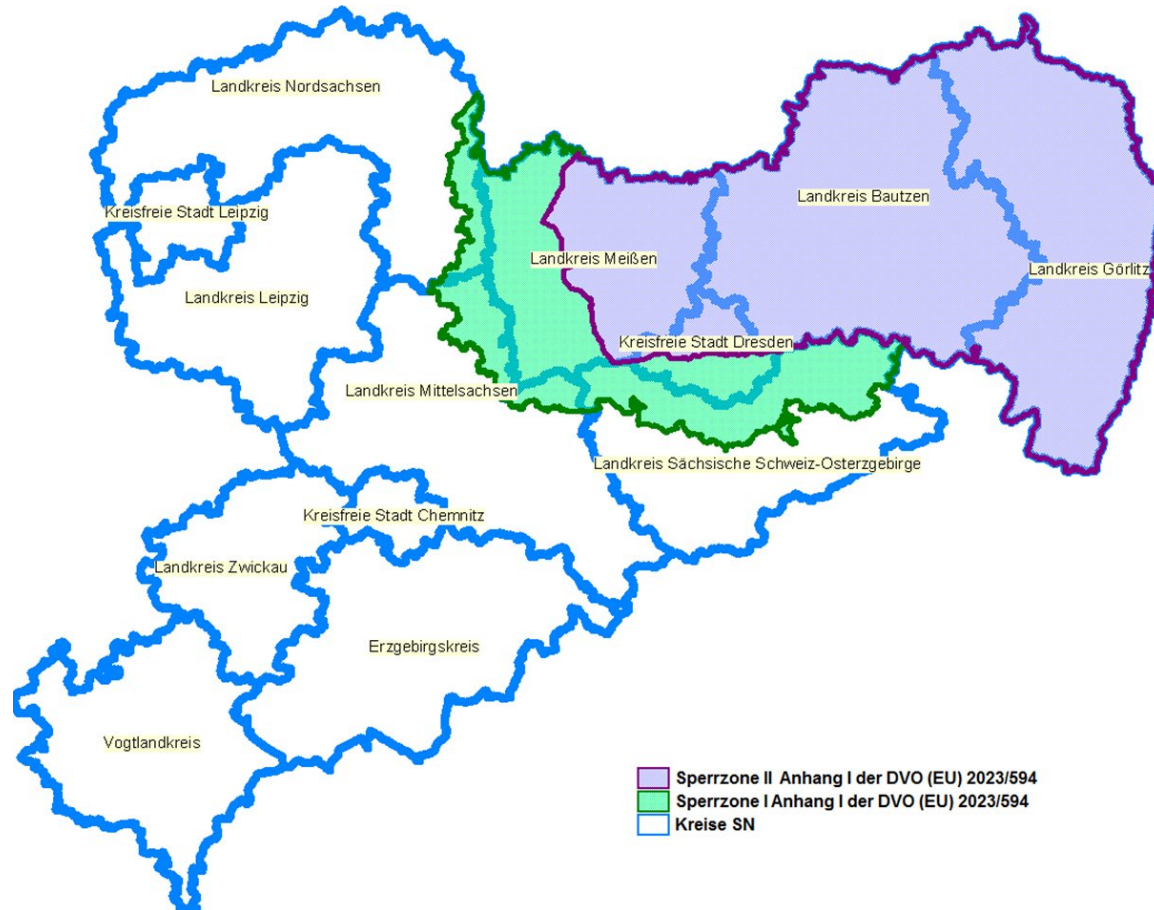 Landkreis Nordsachsen
Landkreis Bautzen
Kreisfreie Stadt Leipzig
Landkreis Meißen
Landkreis Görlitz
Landkreis Leipzig
Kreisfreie Stadt Dresden
Landkreis Mittelsachsen
Landkreis Sächsische Schweiz-Osterzgebirge
Kreisfreie Stadt Chemnitz
Landkreis Zwickau
Erzgebirgskreis
Vogtlandkreis
Sperrzone II Anhang I der DVO (EU) 2023/594
Sperrzone I Anhang I der DVO (EU) 2023/594
Kreise SN